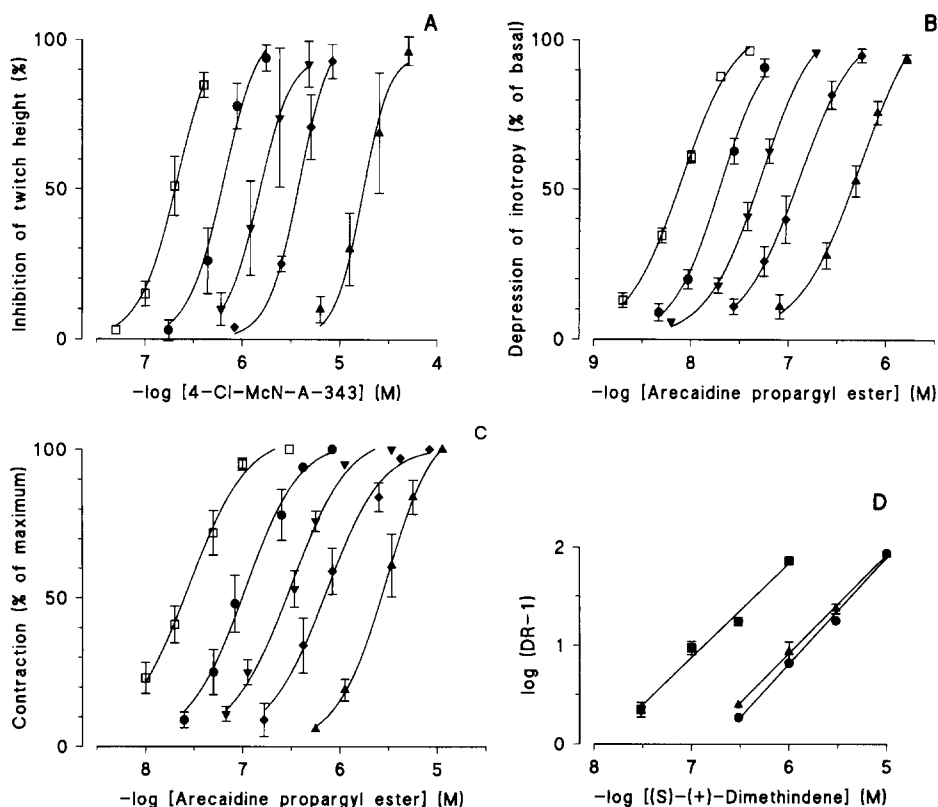 A
100
50
0
Inhibition of twitch height (%)
7 6 5 4
−log [4−Cl−McN−A−343] (M)
B
100
50
0
Depression of inotropy (% of basal)
9 8 7 6
−log [Arecaidine propargyl ester] (M)
C
100
50
0
Contraction (% of maximum)
8 7 6 5
−log [Arecaidine propargyl ester] (M)
D
2
1
0
log (DR−1)
8 7 6 5
−log [(S)−(+)−Dimethindene] (M)